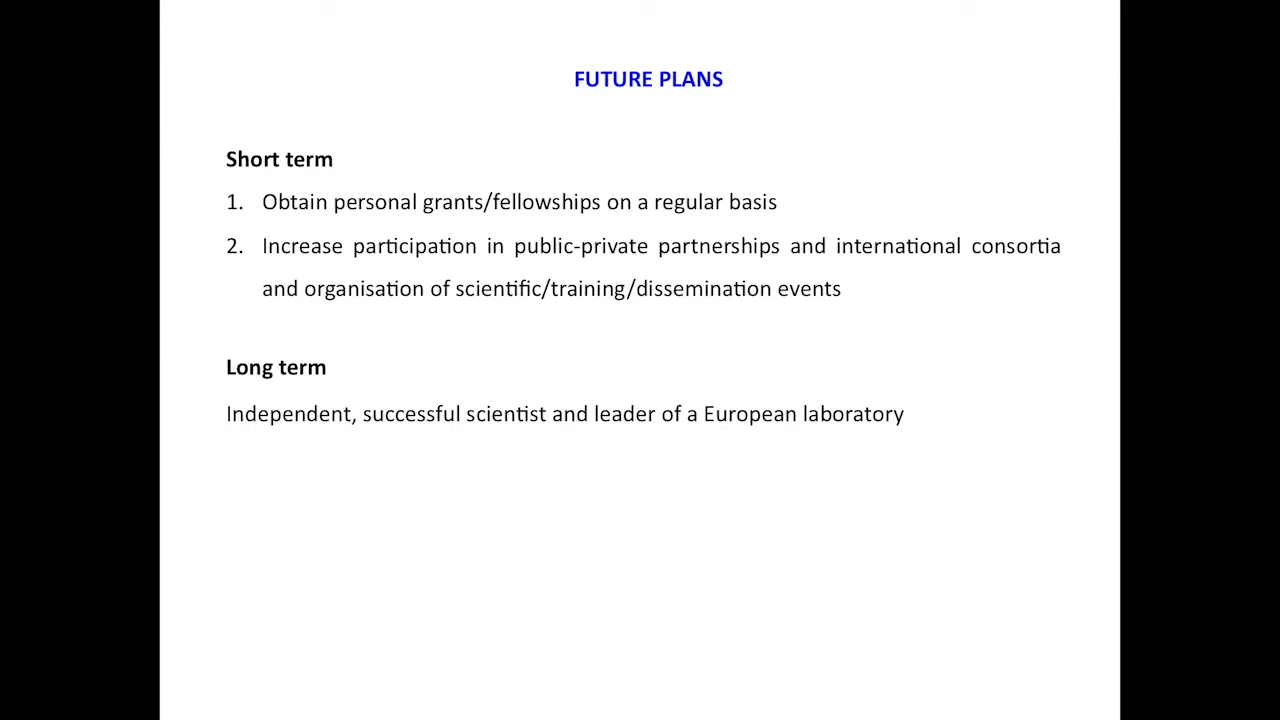 FUTURE PLANS
Short term
1. Obtain personal grants/fellowships on a regular basis
2. Increase participation in public-private partnerships and international consortia
and organisation of scientific/training/dissemination events
Long term
Independent, successful scientist and leader of a European laboratory